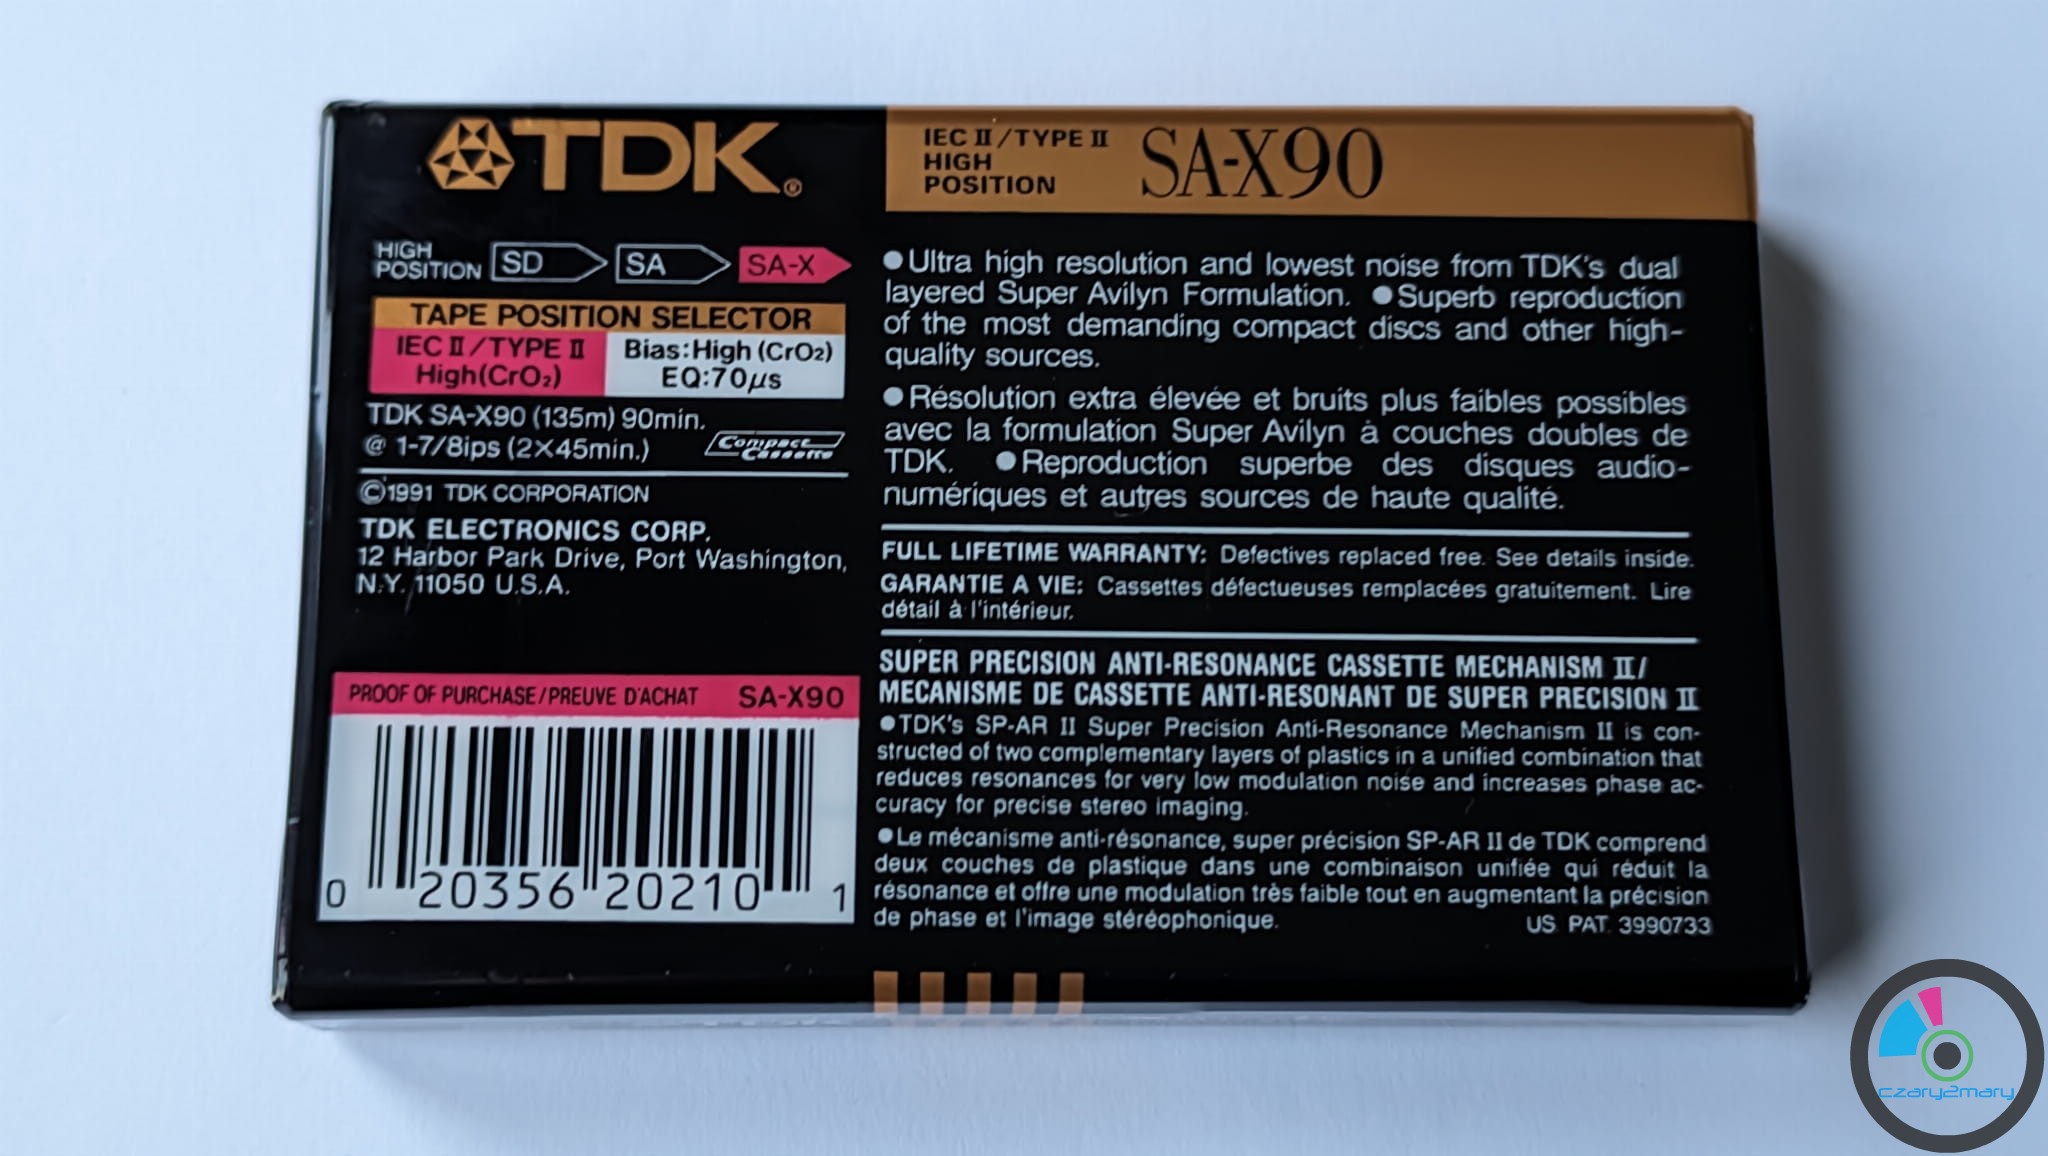 TDK®
HIGH
POSITION SD SA SA-X
TAPE POSITION SELECTOR
IEC II/TYPE II
High(CrO₂)
Bias:High (CrO₂)
EQ:70µs
TDK SA-X90 (135m) 90min.
@ 1-7/8ips (2×45min.)
Compact
Cassette
©1991 TDK CORPORATION
TDK ELECTRONICS CORP.
12 Harbor Park Drive, Port Washington,
N.Y. 11050 U.S.A.
PROOF OF PURCHASE/PREUVE D'ACHAT SA-X90
0 20356 20210 1
IEC II/TYPE II
HIGH
POSITION
SA-X90
●Ultra high resolution and lowest noise from TDK's dual
layered Super Avilyn Formulation. ●Superb reproduction
of the most demanding compact discs and other high-
quality sources.
●Résolution extra élevée et bruits plus faibles possibles
avec la formulation Super Avilyn à couches doubles de
TDK. ●Reproduction superbe des disques audio-
numériques et autres sources de haute qualité.
FULL LIFETIME WARRANTY: Defectives replaced free. See details inside.
GARANTIE A VIE: Cassettes défectueuses remplacées gratuitement. Lire
détail à l'intérieur.
SUPER PRECISION ANTI-RESONANCE CASSETTE MECHANISM II/
MECANISME DE CASSETTE ANTI-RESONANT DE SUPER PRECISION II
●TDK's SP-AR II Super Precision Anti-Resonance Mechanism II is con-
structed of two complementary layers of plastics in a unified combination that
reduces resonances for very low modulation noise and increases phase ac-
curacy for precise stereo imaging.
●Le mécanisme anti-résonance, super précision SP-AR II de TDK comprend
deux couches de plastique dans une combinaison unifiée qui réduit la
résonance et offre une modulation très faible tout en augmentant la précision
de phase et l'image stéréophonique.
US. PAT. 3990733
czary2mary